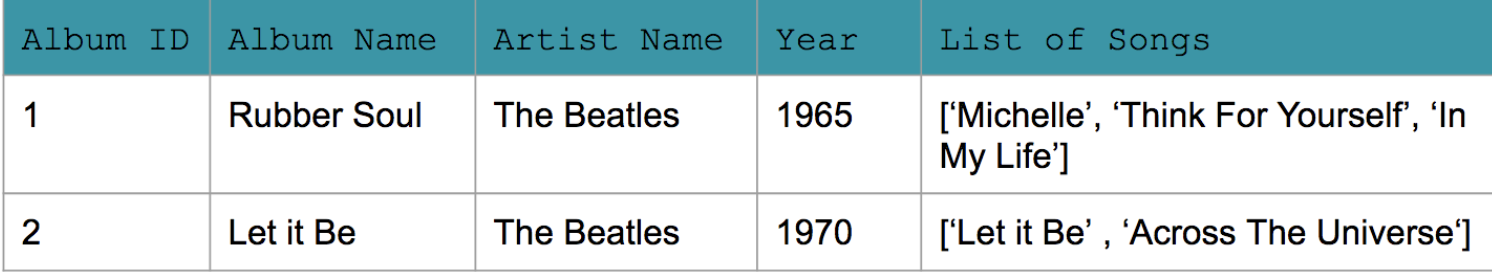 Album ID Album Name Artist Name Year List of Songs
1 Rubber Soul The Beatles 1965 [‘Michelle’, ‘Think For Yourself’, ‘In
My Life’]
2 Let it Be The Beatles 1970 [‘Let it Be’ , ‘Across The Universe‘]